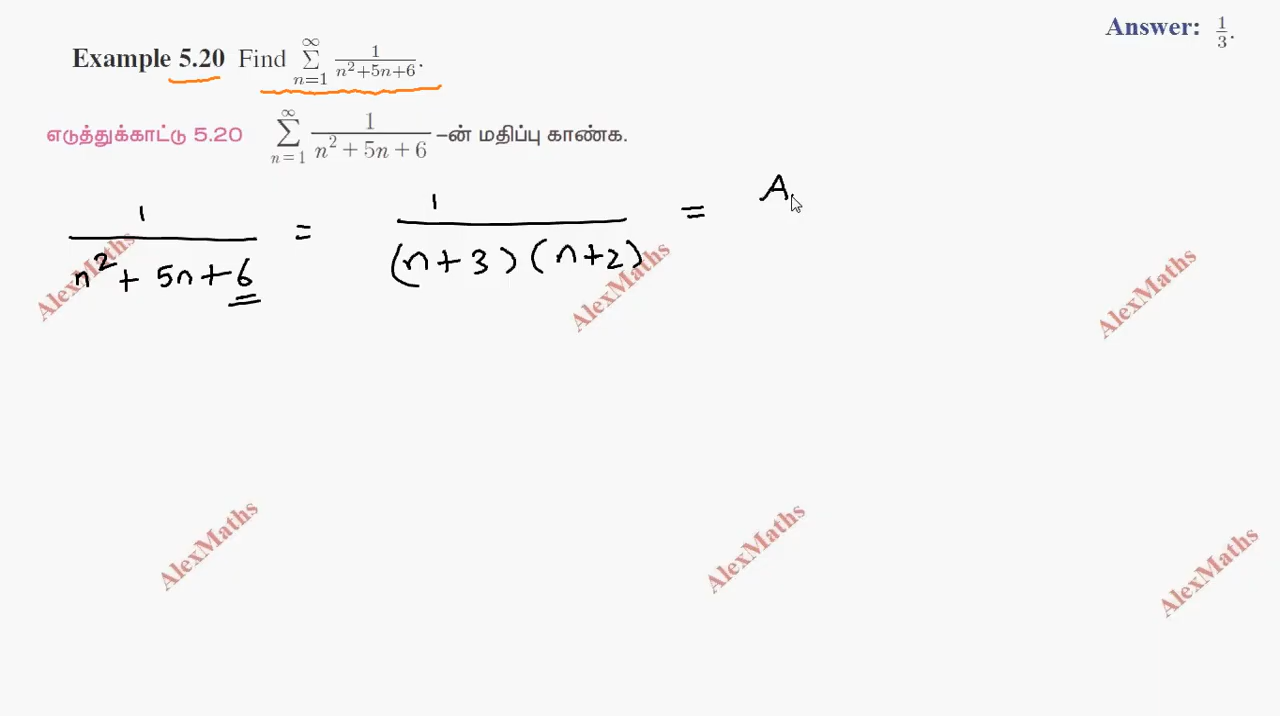 Answer: 1/3.
Example 5.20 Find ∞ Σ n=1 1/(n²+5n+6).
எடுத்துக்காட்டு 5.20 ∞ Σ n=1 1/(n²+5n+6) –ன் மதிப்பு காண்க.
1/(n²+5n+6) = 1/((n+3)(n+2)) = A
AlexMaths AlexMaths AlexMaths
AlexMaths AlexMaths AlexMaths